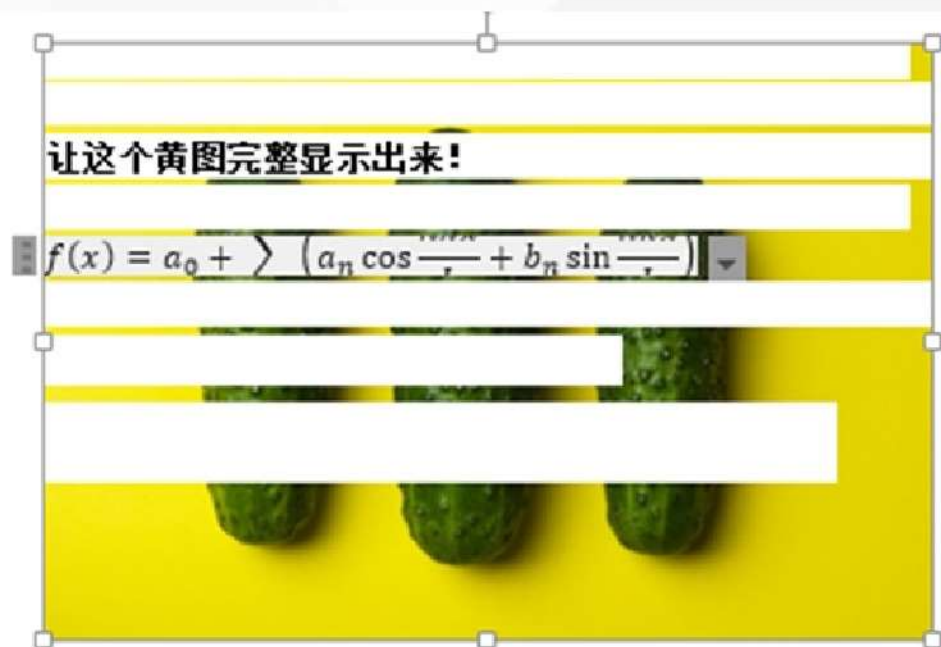 让这个黄图完整显示出来!
f(x) = a₀ + (aₙ cos + bₙ sin )